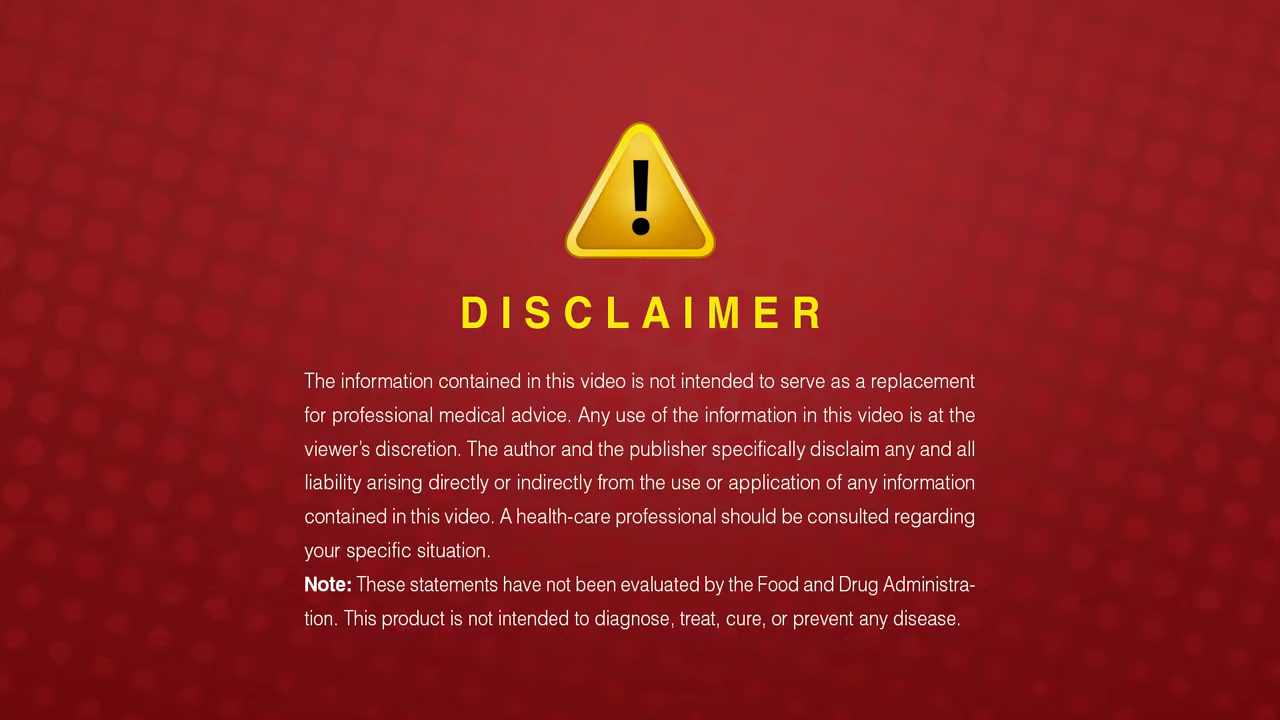 !
DISCLAIMER
The information contained in this video is not intended to serve as a replacement
for professional medical advice. Any use of the information in this video is at the
viewer's discretion. The author and the publisher specifically disclaim any and all
liability arising directly or indirectly from the use or application of any information
contained in this video. A health-care professional should be consulted regarding
your specific situation.
Note: These statements have not been evaluated by the Food and Drug Administra-
tion. This product is not intended to diagnose, treat, cure, or prevent any disease.